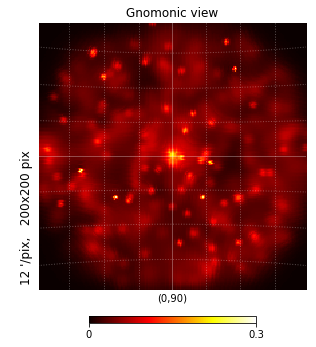 Gnomonic view
12 '/pix,    200x200 pix
(0,90)
0
0.3